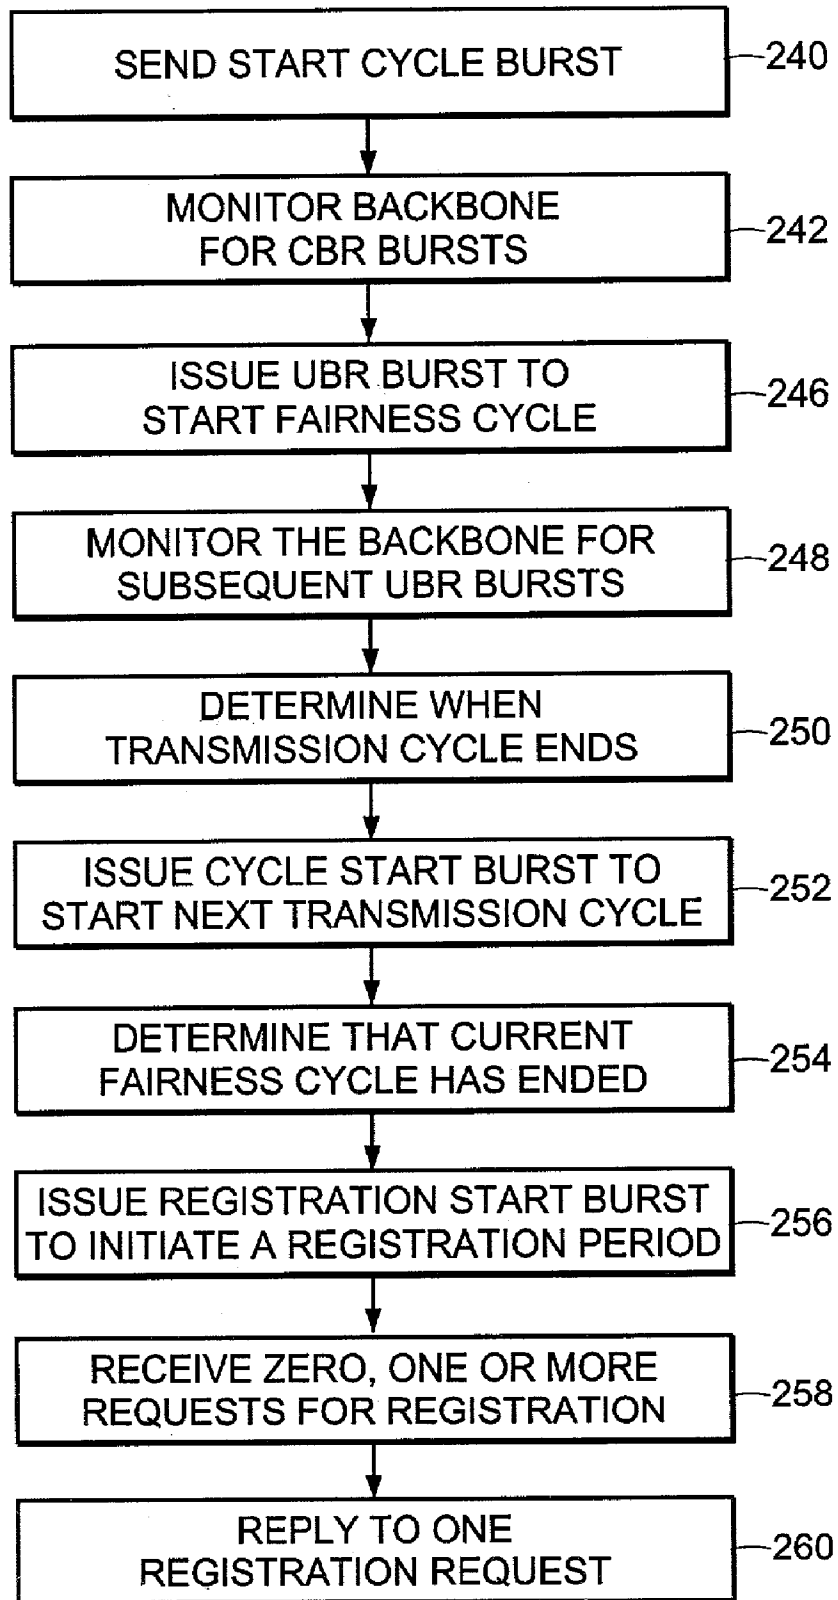 SEND START CYCLE BURST
240
MONITOR BACKBONE
FOR CBR BURSTS
242
ISSUE UBR BURST TO
START FAIRNESS CYCLE
246
MONITOR THE BACKBONE FOR
SUBSEQUENT UBR BURSTS
248
DETERMINE WHEN
TRANSMISSION CYCLE ENDS
250
ISSUE CYCLE START BURST TO
START NEXT TRANSMISSION CYCLE
252
DETERMINE THAT CURRENT
FAIRNESS CYCLE HAS ENDED
254
ISSUE REGISTRATION START BURST
TO INITIATE A REGISTRATION PERIOD
256
RECEIVE ZERO, ONE OR MORE
REQUESTS FOR REGISTRATION
258
REPLY TO ONE
REGISTRATION REQUEST
260